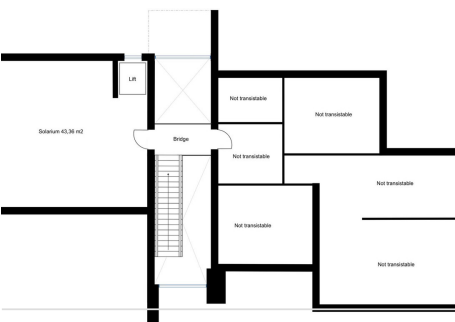 Lift
Not transistable
Not transistable
Solarium 43,36 m2
Bridge
Not transistable
Not transistable
Not transistable
Not transistable